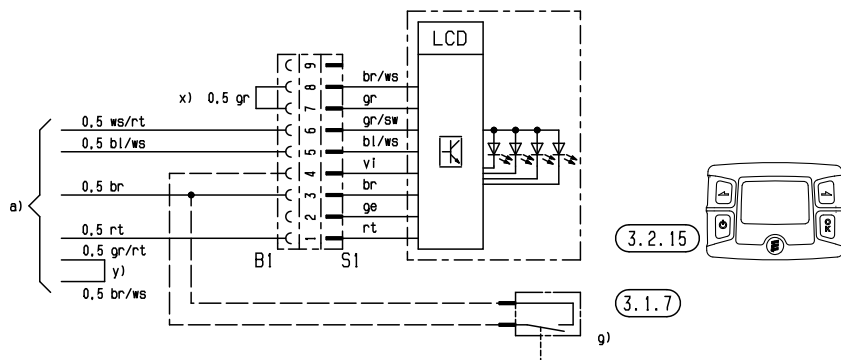 LCD
9
8
7
6
5
4
3
2
1
x) 0,5 gr
br/ws
gr
gr/sw
bl/ws
vi
br
ge
rt
0,5 ws/rt
0,5 bl/ws
a)
0,5 br
0,5 rt
0,5 gr/rt
y)
0,5 br/ws
B1
S1
3.2.15
OK
3.1.7
g)